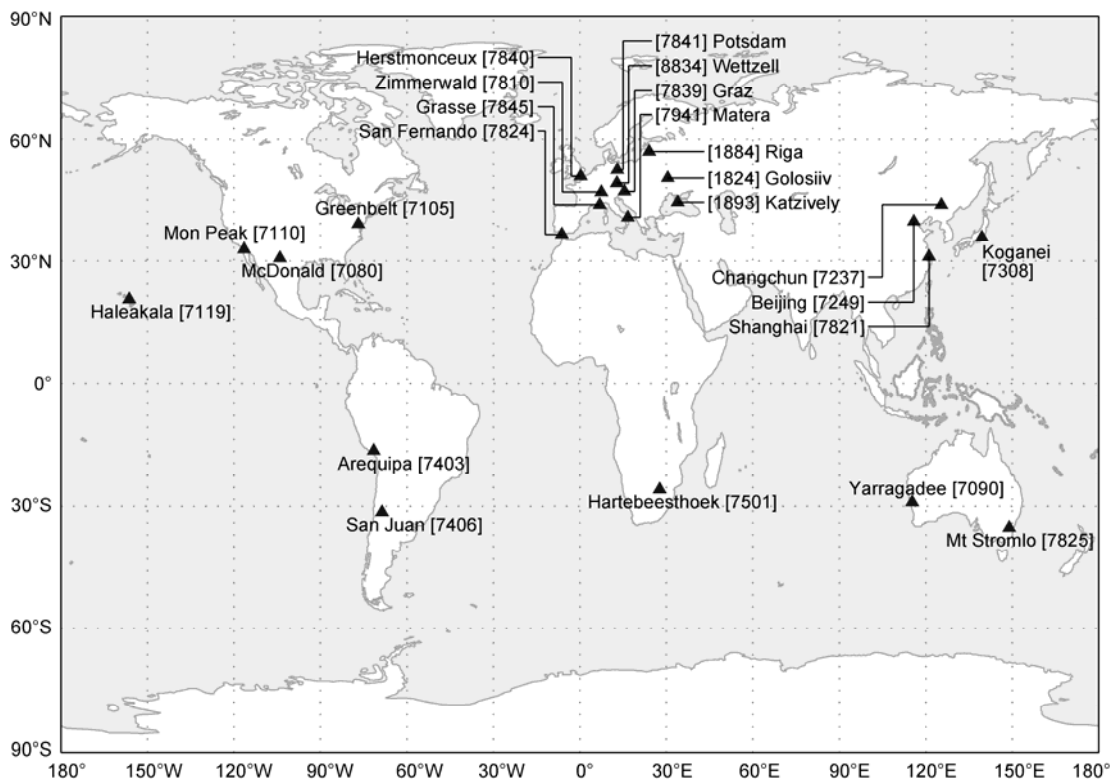 90°N
[7841] Potsdam
Herstmonceux [7840]
[8834] Wettzell
Zimmerwald [7810]
[7839] Graz
Grasse [7845]
[7941] Matera
San Fernando [7824]
60°N
[1884] Riga
[1824] Golosiiv
[1893] Katzively
Greenbelt [7105]
Mon Peak [7110]
McDonald [7080]
30°N
Koganei
[7308]
Changchun [7237]
Beijing [7249]
Haleakala [7119]
Shanghai [7821]
0°
Arequipa [7403]
Yarragadee [7090]
Hartebeesthoek [7501]
30°S
San Juan [7406]
Mt Stromlo [7825]
60°S
90°S
180 150°W 120°W 90°W 60°W 30°W 0° 30°E 60°E 90°E 120°E 150°E 180°